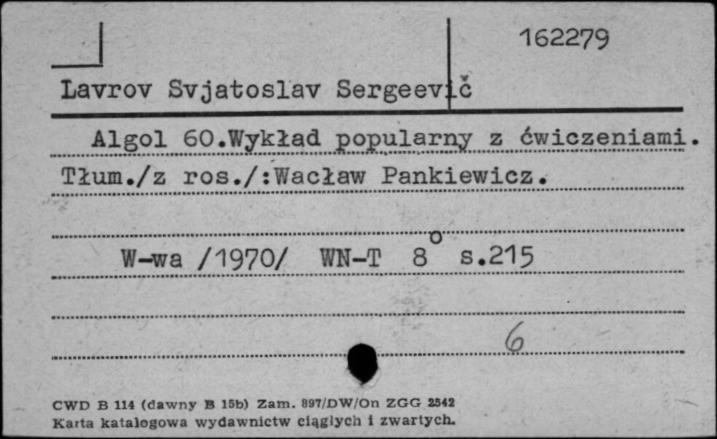 162279
Lavrov Svjatoslav Sergeevič
Algol 60.Wykład popularny z ćwiczeniami.
Tłum./z ros./:Wacław Pankiewicz.
W-wa /1970/ WN-T 8° s.215
6
CWD B 114 (dawny B 15b) Zam. 897/DW/On ZGG 2542
Karta katalogowa wydawnictw ciągłych i zwartych.